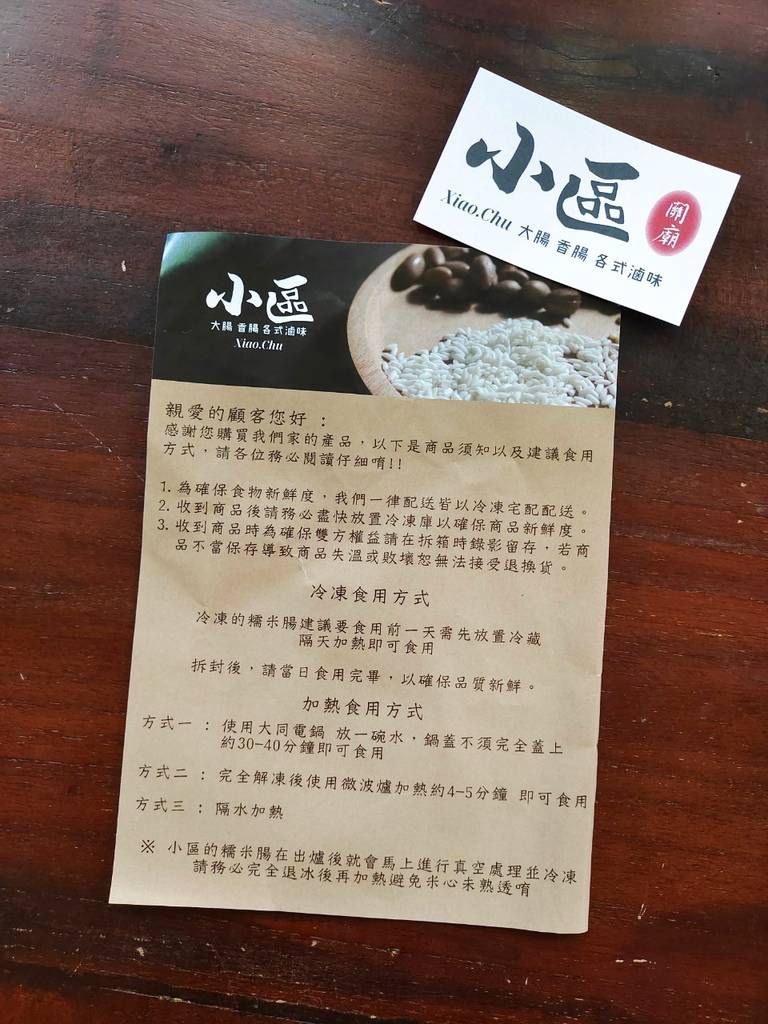 小區
關廟
Xiao.Chu 大腸 香腸 各式滷味
小區
大腸 香腸 各式滷味
Xiao.Chu
親愛的顧客您好：
感謝您購買我們家的產品，以下是商品須知以及建議食用
方式，請各位務必閱讀仔細唷!!
1. 為確保食物新鮮度，我們一律配送皆以冷凍宅配配送。
2. 收到商品後請務必盡快放置冷凍庫以確保商品新鮮度。
3. 收到商品時為確保雙方權益請在拆箱時錄影留存，若商
品不當保存導致商品失溫或敗壞恕無法接受退換貨。
冷凍食用方式
冷凍的糯米腸建議要食用前一天需先放置冷藏
隔天加熱即可食用
拆封後，請當日食用完畢，以確保品質新鮮。
加熱食用方式
方式一：使用大同電鍋 放一碗水，鍋蓋不須完全蓋上
約30-40分鐘即可食用
方式二：完全解凍後使用微波爐加熱約4-5分鐘 即可食用
方式三：隔水加熱
※ 小區的糯米腸在出爐後就會馬上進行真空處理並冷凍
請務必完全退冰後再加熱避免米心未熟透唷